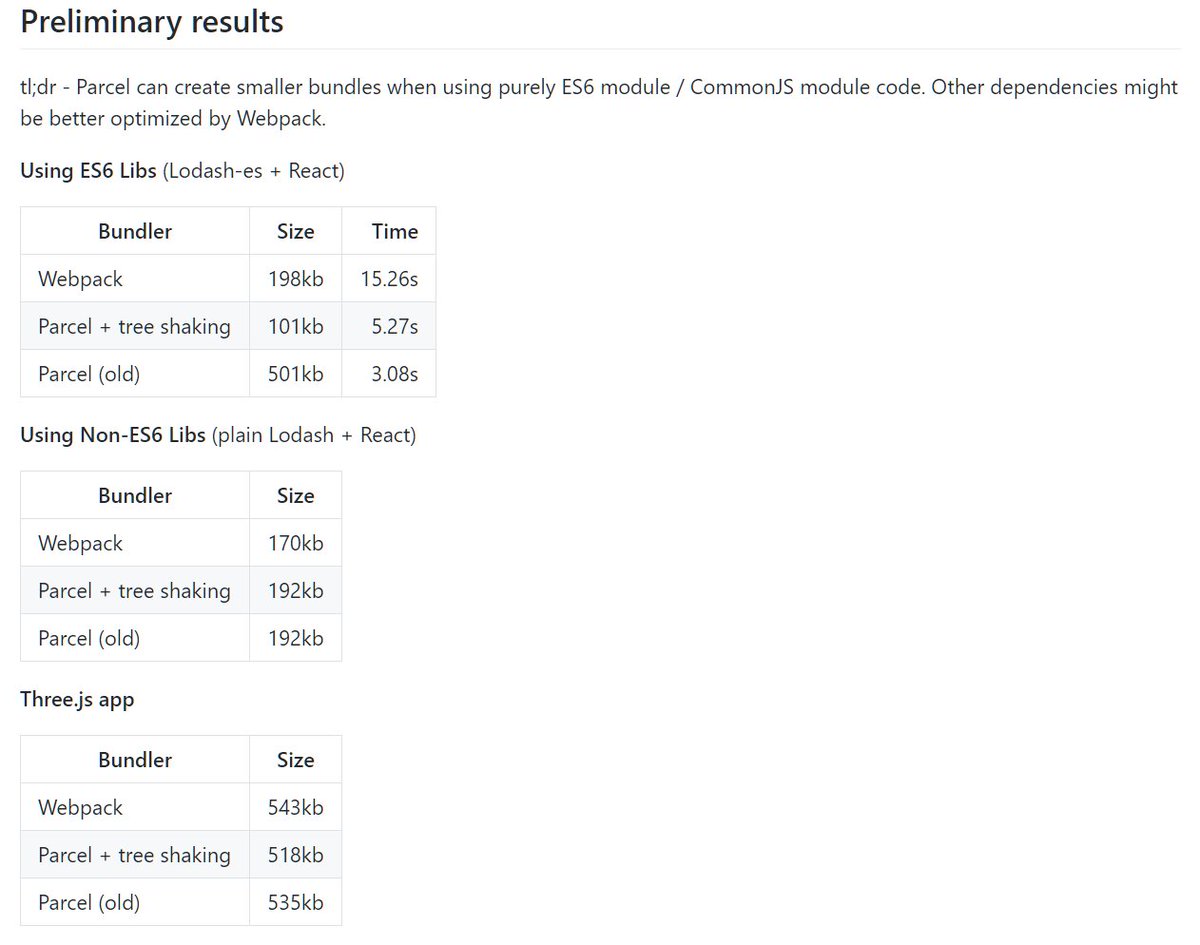 Preliminary results
tl;dr - Parcel can create smaller bundles when using purely ES6 module / CommonJS module code. Other dependencies might
be better optimized by Webpack.
Using ES6 Libs (Lodash-es + React)
Bundler Size Time
Webpack 198kb 15.26s
Parcel + tree shaking 101kb 5.27s
Parcel (old) 501kb 3.08s
Using Non-ES6 Libs (plain Lodash + React)
Bundler Size
Webpack 170kb
Parcel + tree shaking 192kb
Parcel (old) 192kb
Three.js app
Bundler Size
Webpack 543kb
Parcel + tree shaking 518kb
Parcel (old) 535kb